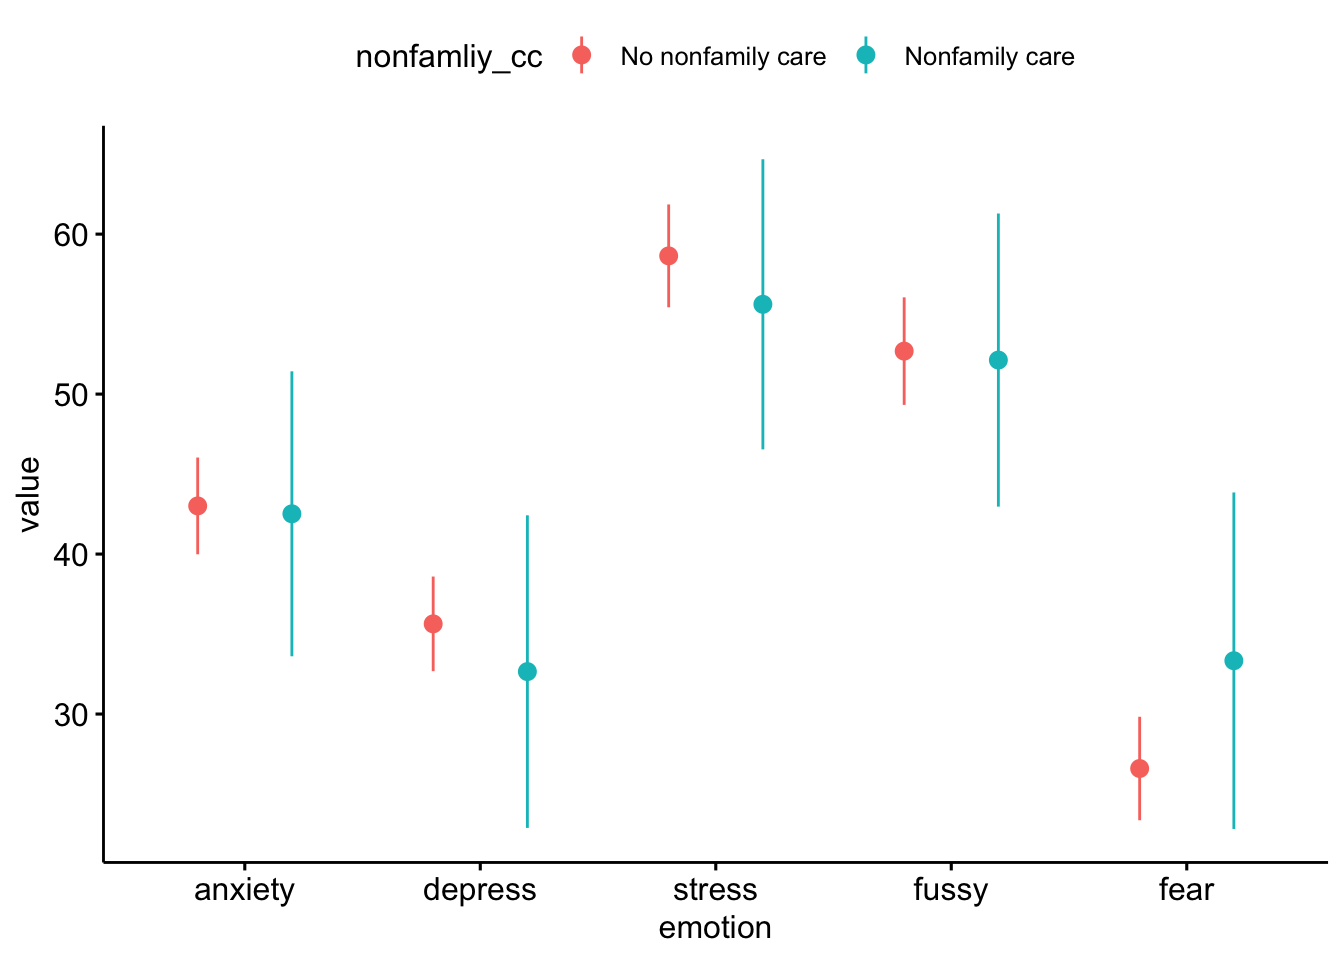 nonfamliy_cc No nonfamily care Nonfamily care
60
50
40
30
value
anxiety depress stress fussy fear
emotion